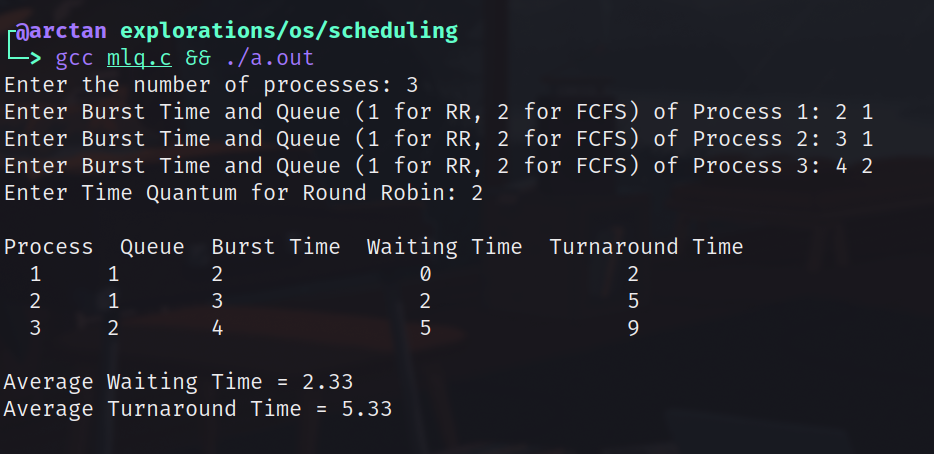 @arctan explorations/os/scheduling
> gcc mlq.c && ./a.out
Enter the number of processes: 3
Enter Burst Time and Queue (1 for RR, 2 for FCFS) of Process 1: 2 1
Enter Burst Time and Queue (1 for RR, 2 for FCFS) of Process 2: 3 1
Enter Burst Time and Queue (1 for RR, 2 for FCFS) of Process 3: 4 2
Enter Time Quantum for Round Robin: 2
Process  Queue  Burst Time  Waiting Time  Turnaround Time
1 1 2 0 2
2 1 3 2 5
3 2 4 5 9
Average Waiting Time = 2.33
Average Turnaround Time = 5.33